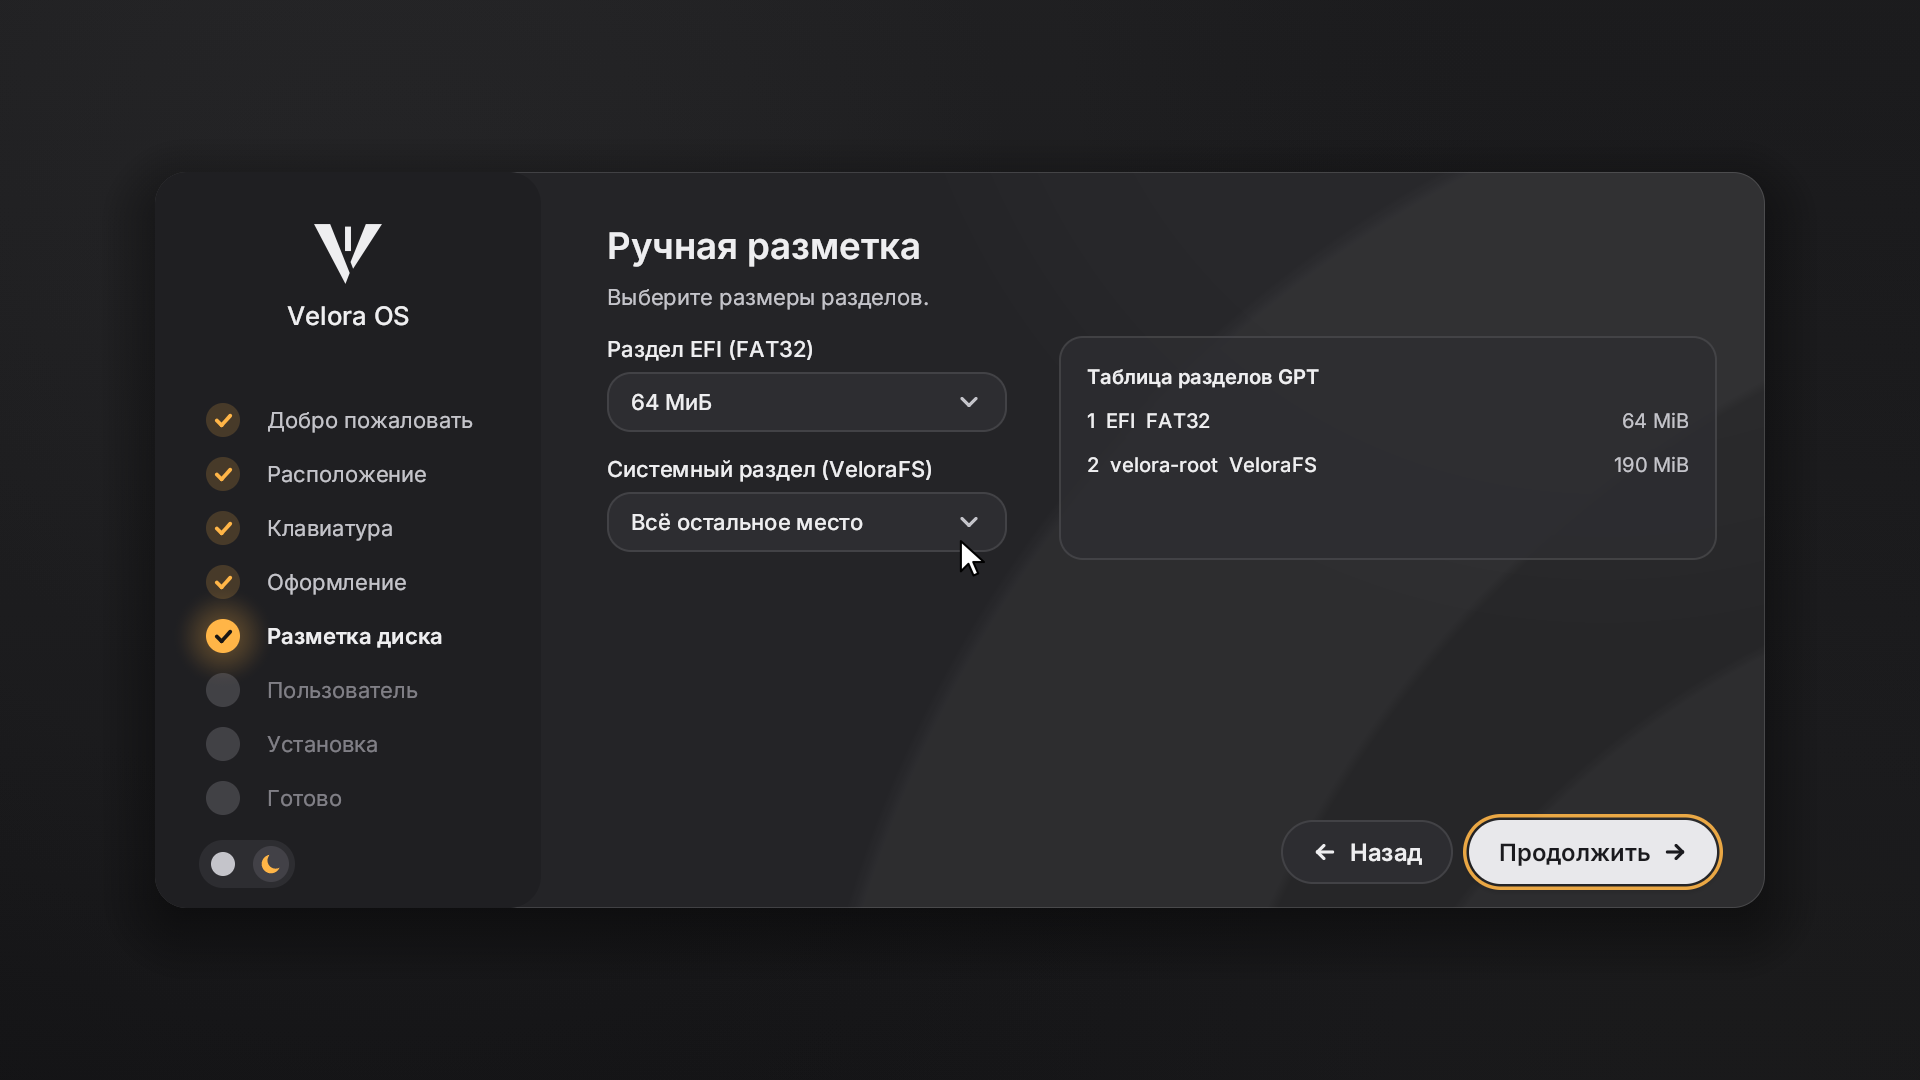 Velora OS
Добро пожаловать
Расположение
Клавиатура
Оформление
Разметка диска
Пользователь
Установка
Готово
Ручная разметка
Выберите размеры разделов.
Раздел EFI (FAT32)
64 МиБ
Системный раздел (VeloraFS)
Всё остальное место
Таблица разделов GPT
1 EFI FAT32 64 MiB
2 velora-root VeloraFS 190 MiB
Назад
Продолжить